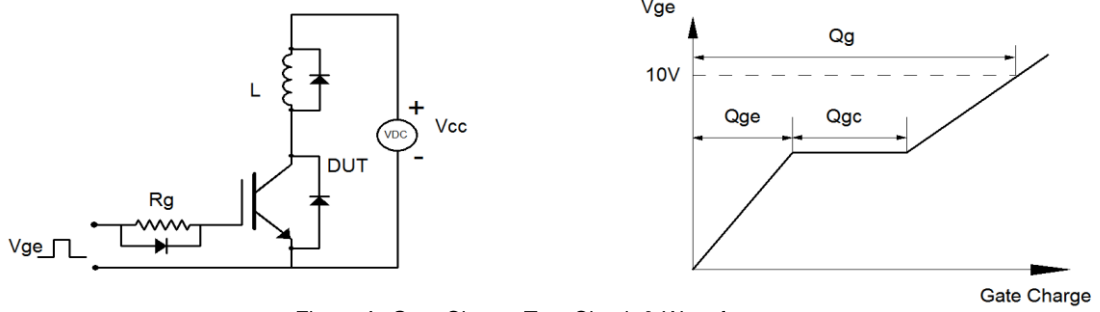 L
+
VDC
Vcc
-
DUT
Rg
Vge
Vge
Qg
10V
Qge
Qgc
Gate Charge